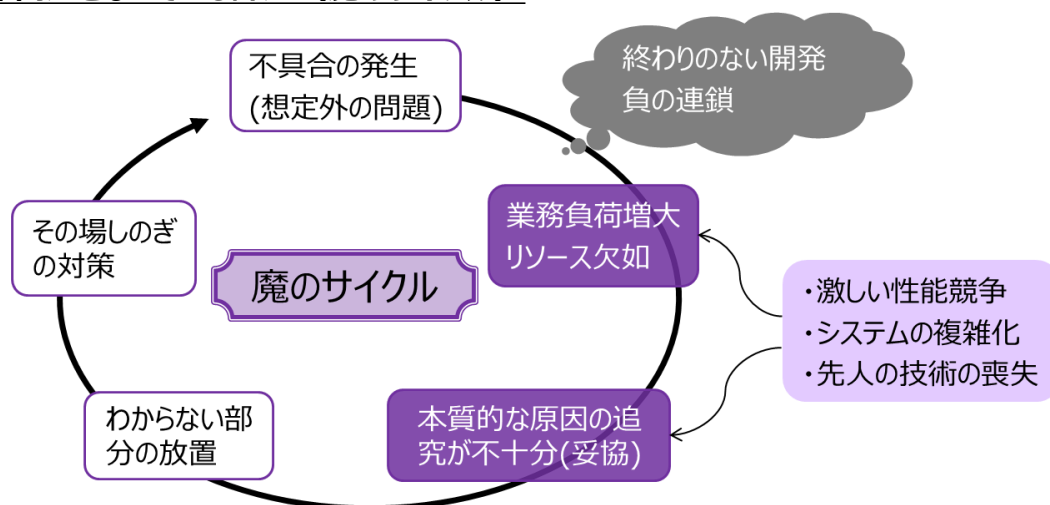 不具合の発生
(想定外の問題)
終わりのない開発
負の連鎖
業務負荷増大
リソース欠如
・激しい性能競争
・システムの複雑化
・先人の技術の喪失
本質的な原因の追
究が不十分(妥協)
わからない部
分の放置
その場しのぎ
の対策
魔のサイクル